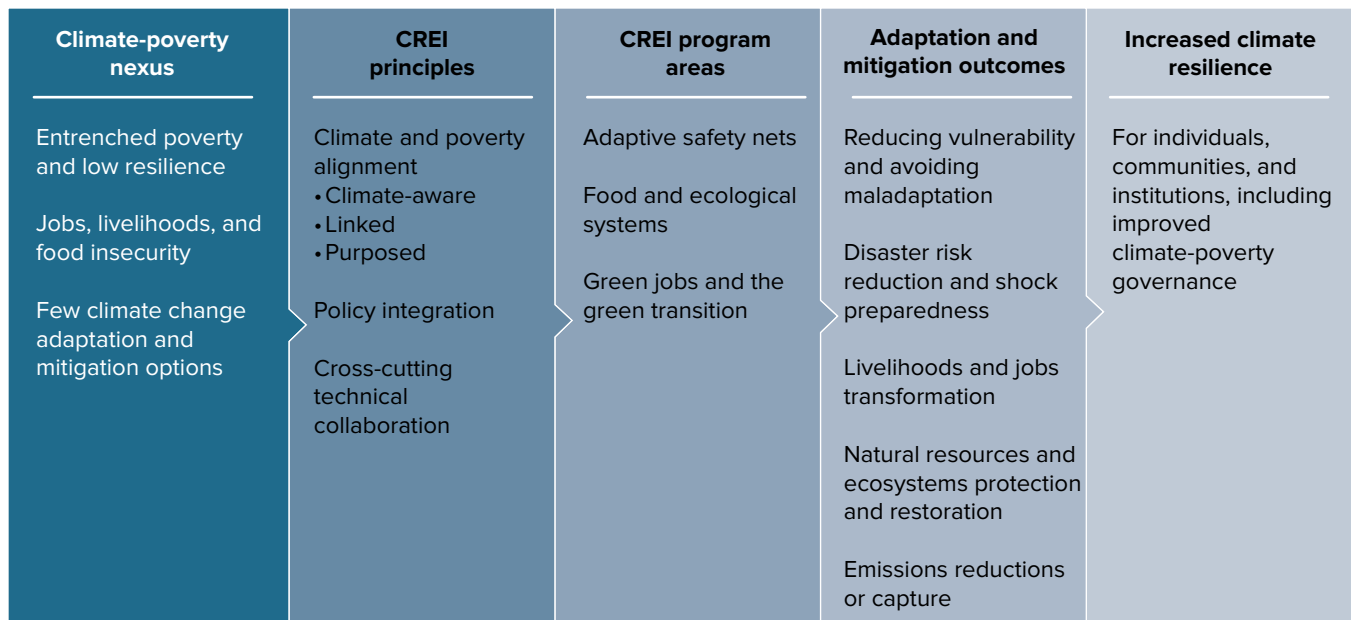 Climate-poverty
nexus
Entrenched poverty
and low resilience
Jobs, livelihoods, and
food insecurity
Few climate change
adaptation and
mitigation options
CREI
principles
Climate and poverty
alignment
• Climate-aware
• Linked
• Purposed
Policy integration
Cross-cutting
technical
collaboration
CREI program
areas
Adaptive safety nets
Food and ecological
systems
Green jobs and the
green transition
Adaptation and
mitigation outcomes
Reducing vulnerability
and avoiding
maladaptation
Disaster risk
reduction and shock
preparedness
Livelihoods and jobs
transformation
Natural resources and
ecosystems protection
and restoration
Emissions reductions
or capture
Increased climate
resilience
For individuals,
communities, and
institutions, including
improved
climate-poverty
governance